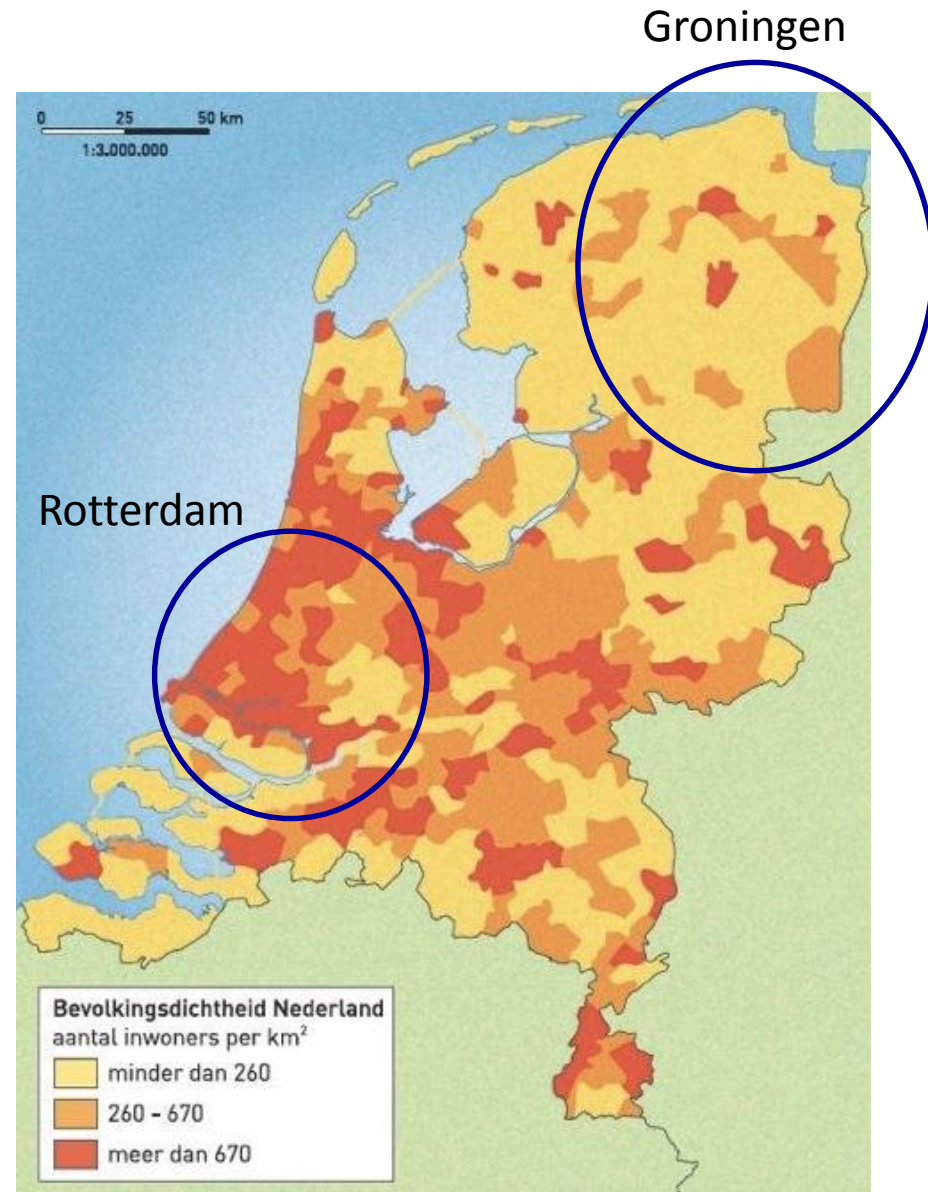 Groningen
0 25 50 km
1:3.000.000
Rotterdam
Bevolkingsdichtheid Nederland
aantal inwoners per km²
minder dan 260
260 - 670
meer dan 670